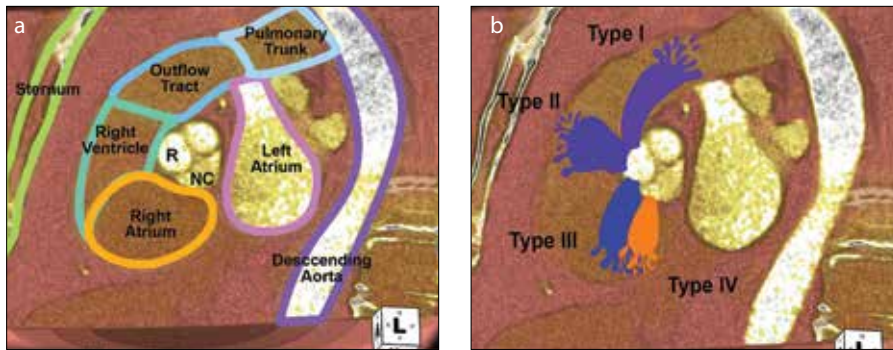 a
Pulmonary
Trunk
Outflow
Tract
Sternum
Right
Ventricle
R
NC
Left
Atrium
Right
Atrium
Desccending
Aorta
L
b
Type I
Type II
Type III
Type IV
L